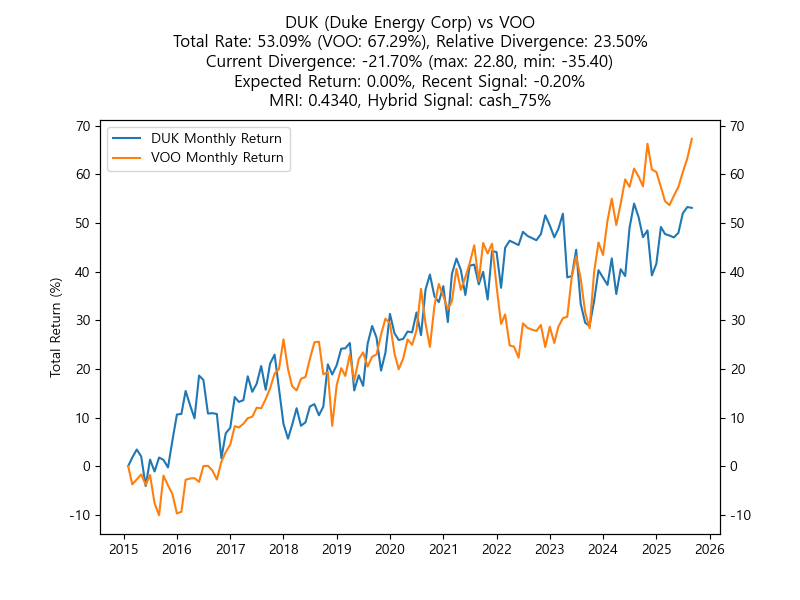 DUK (Duke Energy Corp) vs VOO
Total Rate: 53.09% (VOO: 67.29%), Relative Divergence: 23.50%
Current Divergence: -21.70% (max: 22.80, min: -35.40)
Expected Return: 0.00%, Recent Signal: -0.20%
MRI: 0.4340, Hybrid Signal: cash_75%
DUK Monthly Return
VOO Monthly Return
Total Return (%)
70
60
50
40
30
20
10
0
-10
70
60
50
40
30
20
10
0
-10
2015 2016 2017 2018 2019 2020 2021 2022 2023 2024 2025 2026